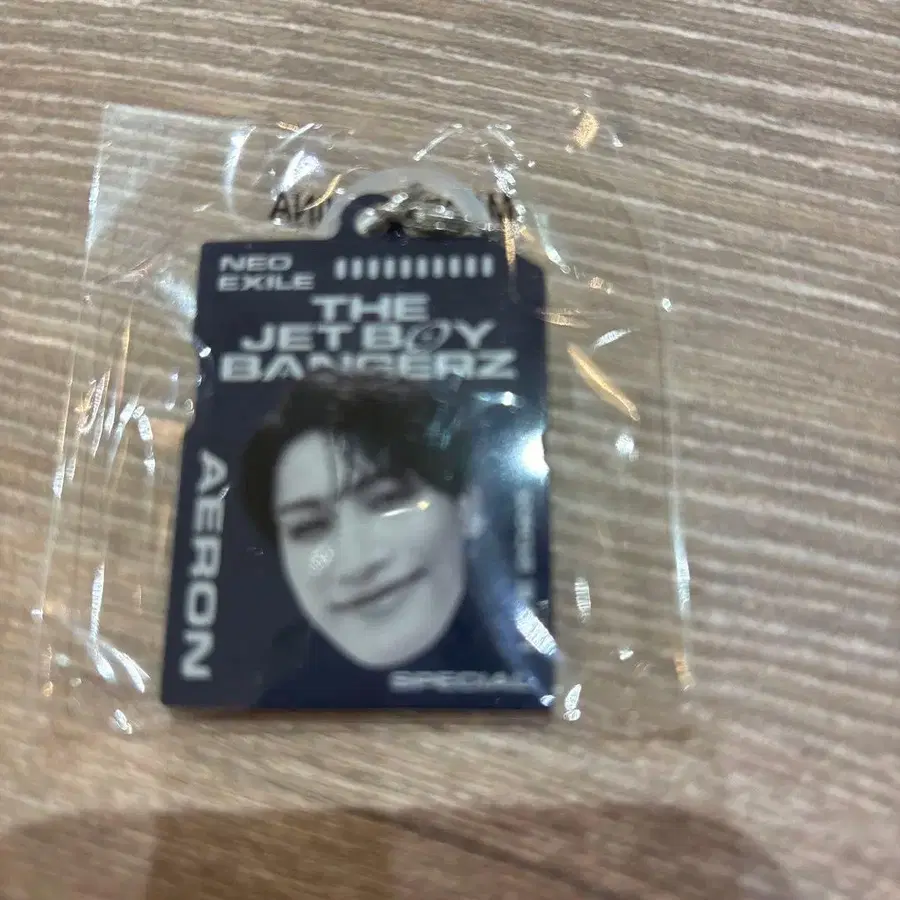 NEO
EXILE
THE
JET BOY
BANGERZ
AERON
SPECIAL